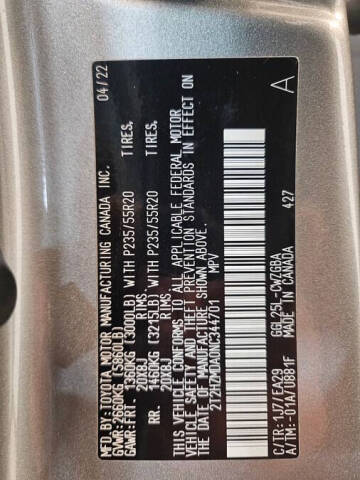 MFD.BY:TOYOTA MOTOR MANUFACTURING CANADA INC. 04/22
GVWR:2660KG (5860LB)
GAWR:FRT. 1360KG (3000LB) WITH P235/55R20 TIRES,
20X8J RIMS
RR. 1460KG (3215LB) WITH P235/55R20 TIRES,
20X8J RIMS
THIS VEHICLE CONFORMS TO ALL APPLICABLE FEDERAL MOTOR
VEHICLE SAFETY AND THEFT PREVENTION STANDARDS IN EFFECT ON
THE DATE OF MANUFACTURE SHOWN ABOVE.
2T2HZMDA0NC344701 MPV
C/TR:1J7/EA29 GGL25L-CWZGBA A
A/TM:-01A/U881F MADE IN CANADA 427